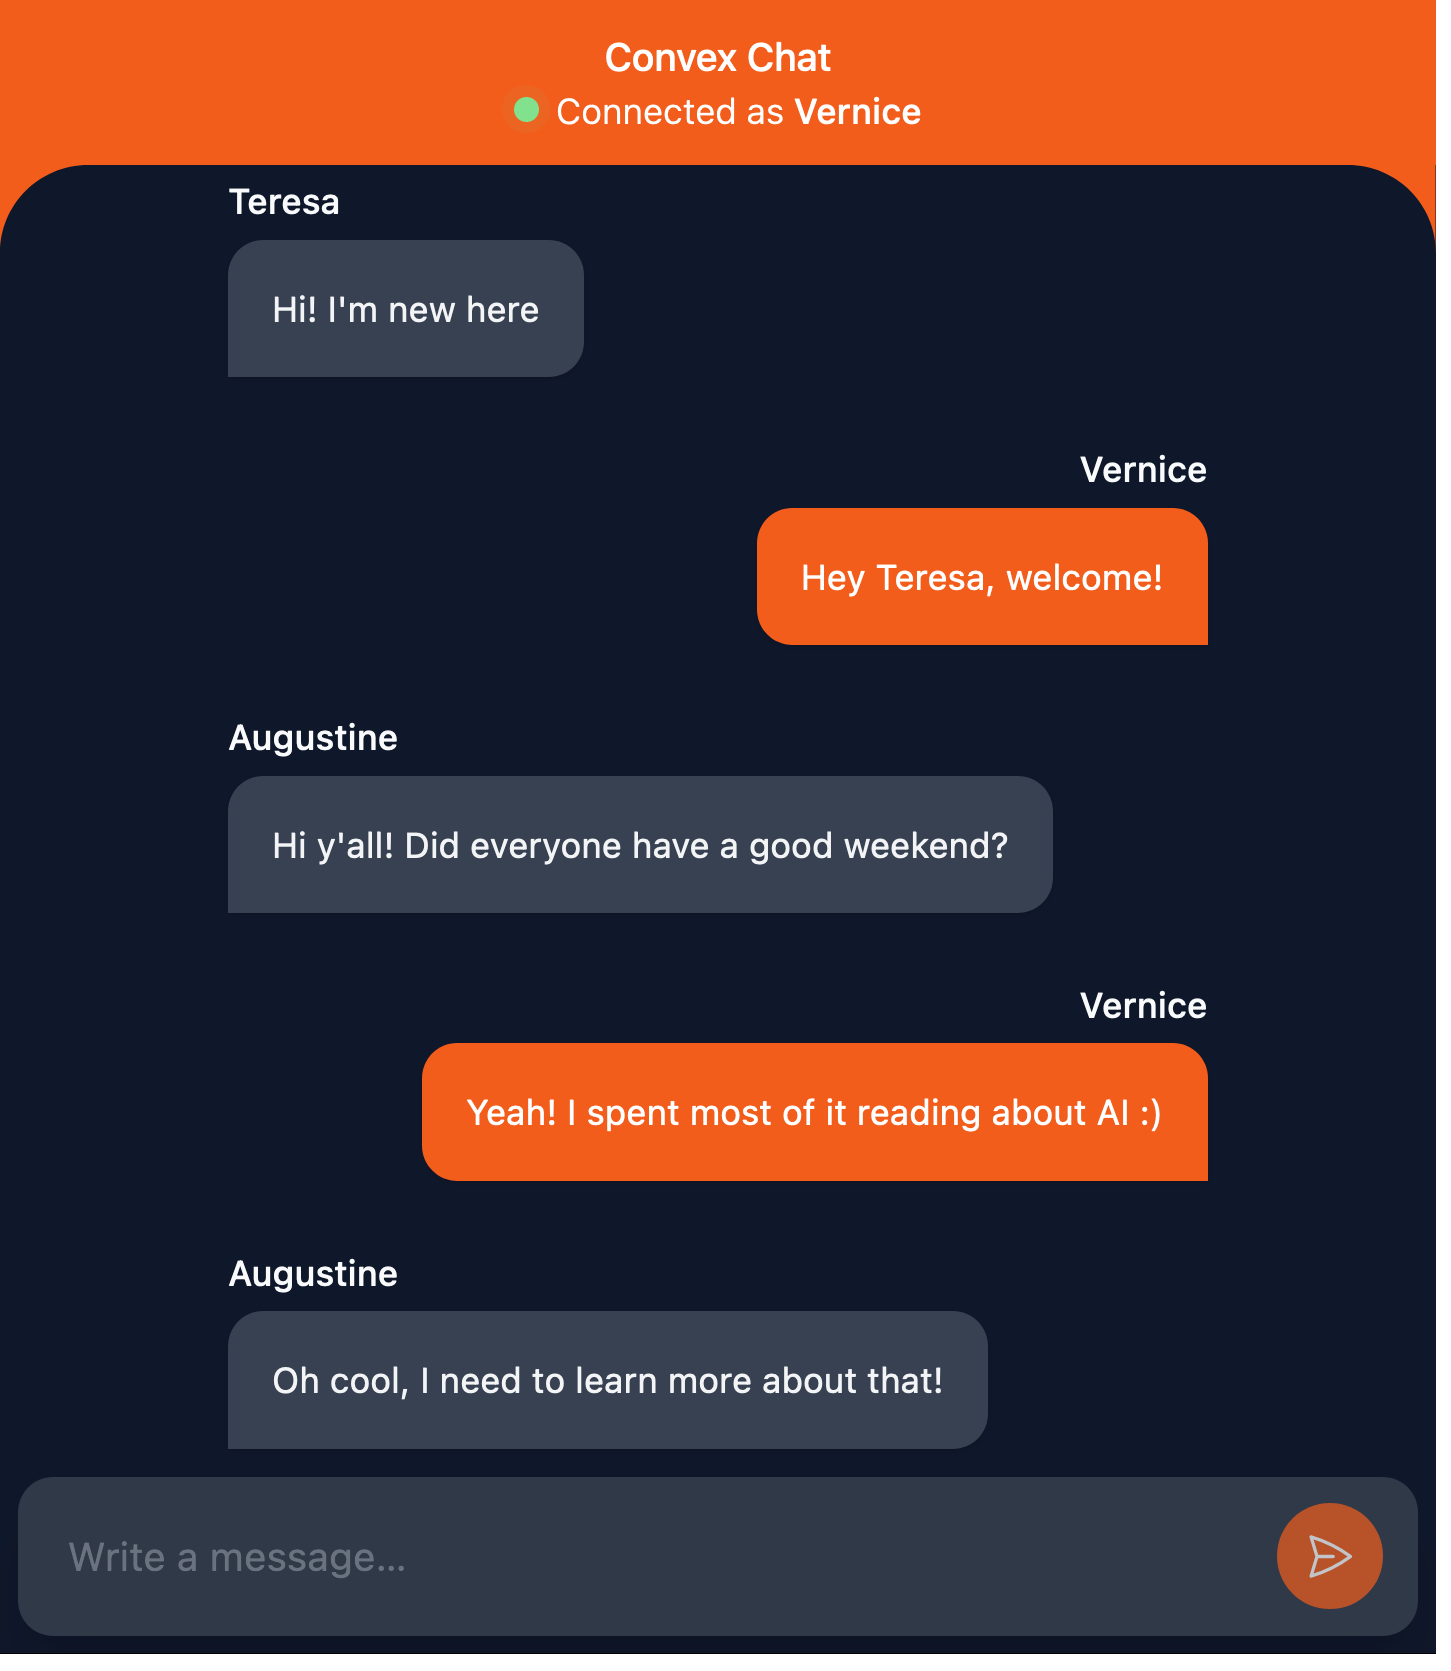 Convex Chat
Connected as Vernice
Teresa
Hi! I'm new here
Vernice
Hey Teresa, welcome!
Augustine
Hi y'all! Did everyone have a good weekend?
Vernice
Yeah! I spent most of it reading about AI :)
Augustine
Oh cool, I need to learn more about that!
Write a message...